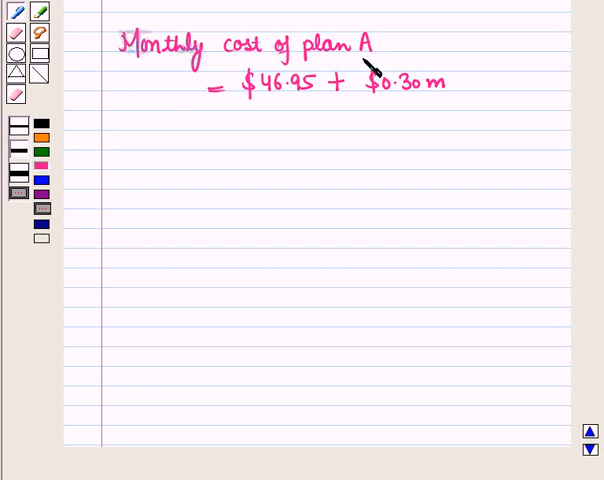 Monthly cost of plan A
= $46.95 + $0.30m